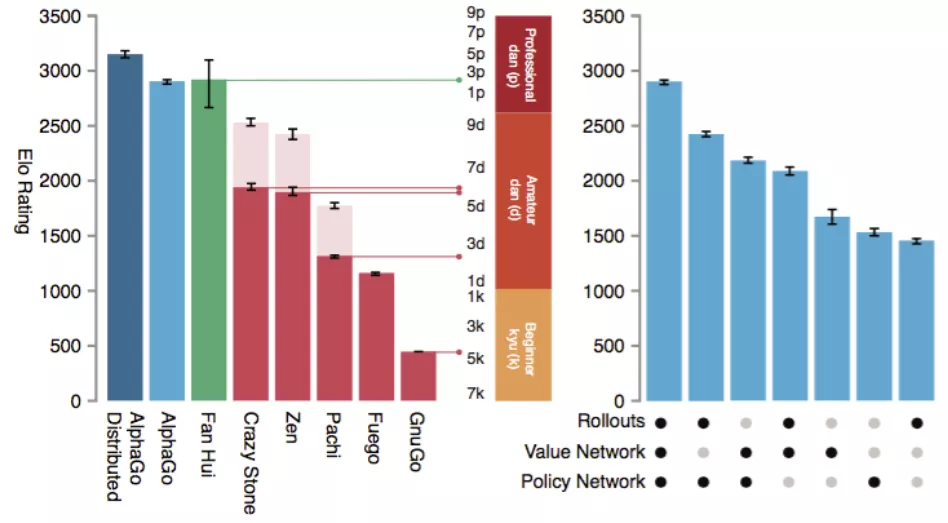 3500
3000
2500
2000
1500
1000
500
0
Elo Rating
AlphaGo
Distributed
AlphaGo
Fan Hui
Crazy Stone
Zen
Pachi
Fuego
GnuGo
9p
7p
5p
3p
1p
9d
7d
5d
3d
1d
1k
3k
5k
7k
Professional
dan (p)
Amateur
dan (d)
Beginner
kyu (k)
3500
3000
2500
2000
1500
1000
500
0
Rollouts
Value Network
Policy Network